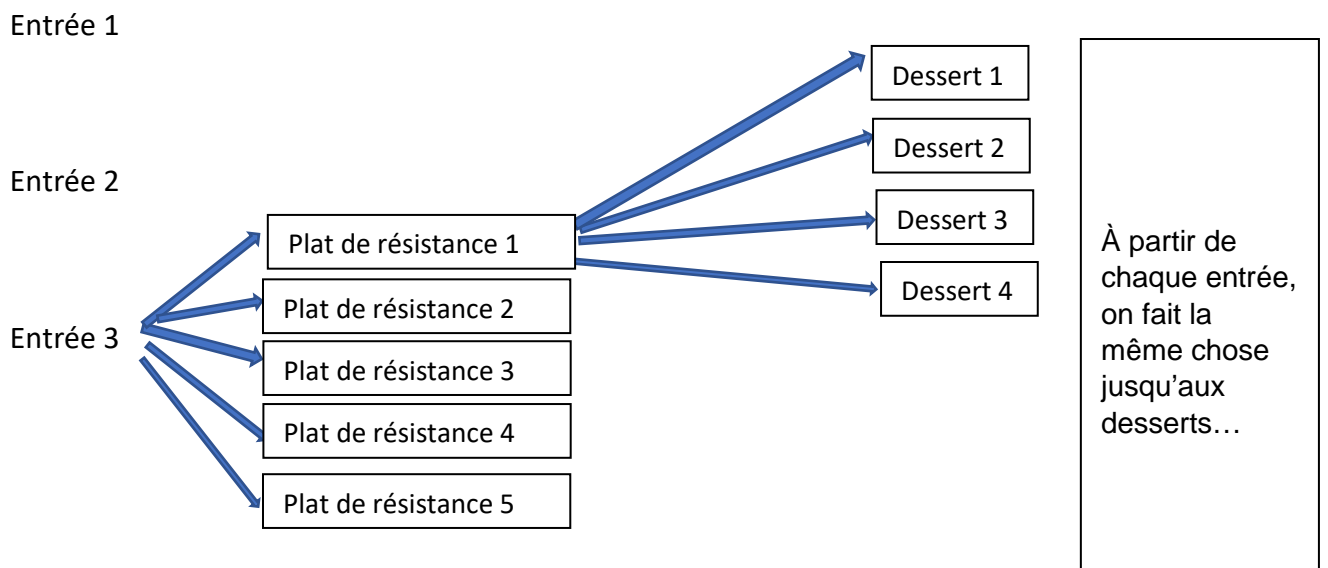 Entrée 1
Entrée 2
Entrée 3
Plat de résistance 1
Plat de résistance 2
Plat de résistance 3
Plat de résistance 4
Plat de résistance 5
Dessert 1
Dessert 2
Dessert 3
Dessert 4
À partir de
chaque entrée,
on fait la
même chose
jusqu’aux
desserts…